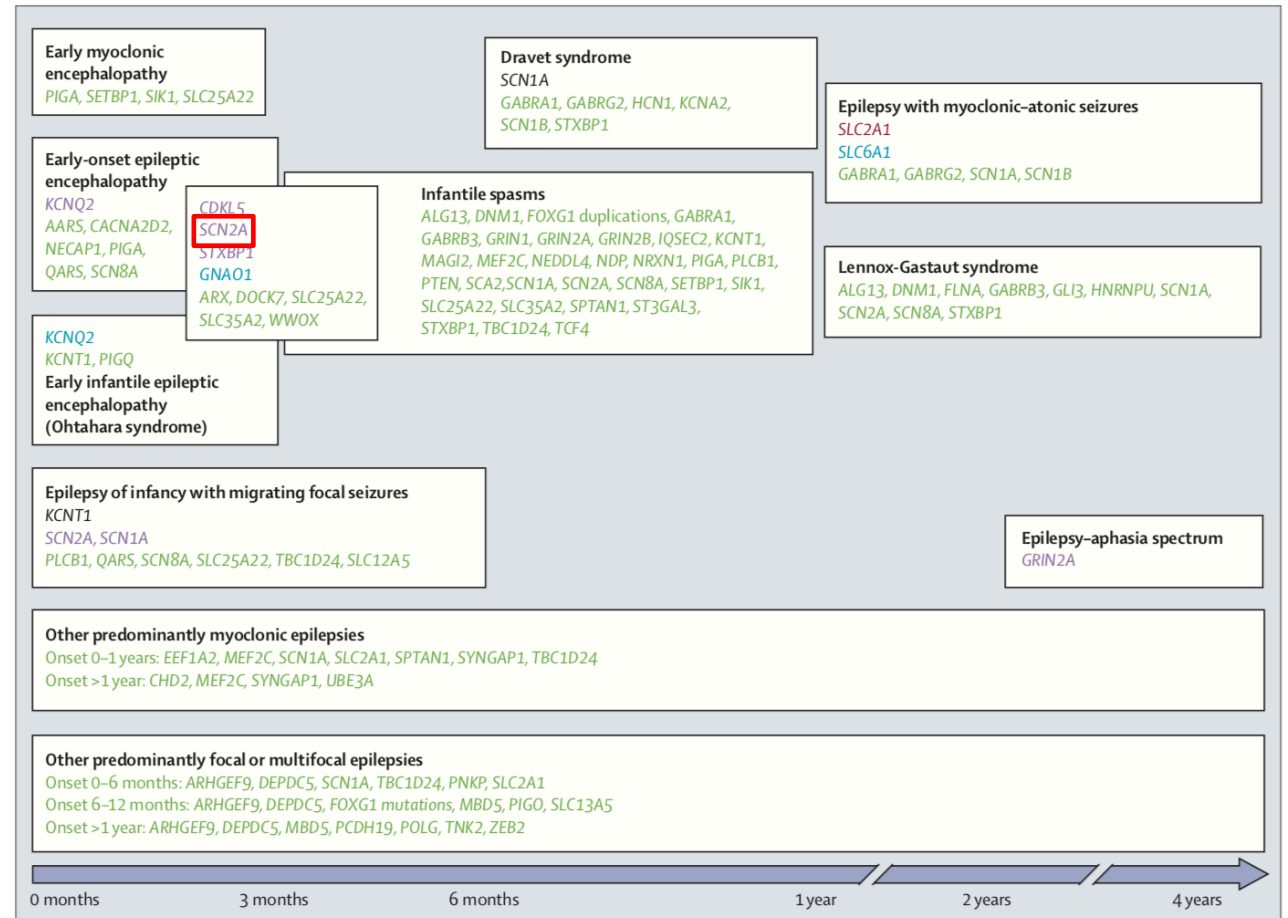 Early myoclonic
encephalopathy
PIGA, SETBP1, SIK1, SLC25A22
Early-onset epileptic
encephalopathy
KCNQ2
AARS, CACNA2D2,
NECAP1, PIGA,
QARS, SCN8A
CDKL5
SCN2A
STXBP1
GNAO1
ARX, DOCK7, SLC25A22,
SLC35A2, WWOX
KCNQ2
KCNT1, PIGQ
Early infantile epileptic
encephalopathy
(Ohtahara syndrome)
Dravet syndrome
SCN1A
GABRA1, GABRG2, HCN1, KCNA2,
SCN1B, STXBP1
Infantile spasms
ALG13, DNM1, FOXG1 duplications, GABRA1,
GABRB3, GRIN1, GRIN2A, GRIN2B, IQSEC2, KCNT1,
MAGI2, MEF2C, NEDDL4, NDP, NRXN1, PIGA, PLCB1,
PTEN, SCA2,SCN1A, SCN2A, SCN8A, SETBP1, SIK1,
SLC25A22, SLC35A2, SPTAN1, ST3GAL3,
STXBP1, TBC1D24, TCF4
Epilepsy with myoclonic–atonic seizures
SLC2A1
SLC6A1
GABRA1, GABRG2, SCN1A, SCN1B
Lennox-Gastaut syndrome
ALG13, DNM1, FLNA, GABRB3, GLI3, HNRNPU, SCN1A,
SCN2A, SCN8A, STXBP1
Epilepsy of infancy with migrating focal seizures
KCNT1
SCN2A, SCN1A
PLCB1, QARS, SCN8A, SLC25A22, TBC1D24, SLC12A5
Epilepsy–aphasia spectrum
GRIN2A
Other predominantly myoclonic epilepsies
Onset 0–1 years: EEF1A2, MEF2C, SCN1A, SLC2A1, SPTAN1, SYNGAP1, TBC1D24
Onset >1 year: CHD2, MEF2C, SYNGAP1, UBE3A
Other predominantly focal or multifocal epilepsies
Onset 0–6 months: ARHGEF9, DEPDC5, SCN1A, TBC1D24, PNKP, SLC2A1
Onset 6–12 months: ARHGEF9, DEPDC5, FOXG1 mutations, MBD5, PIGO, SLC13A5
Onset >1 year: ARHGEF9, DEPDC5, MBD5, PCDH19, POLG, TNK2, ZEB2
0 months 3 months 6 months 1 year 2 years 4 years